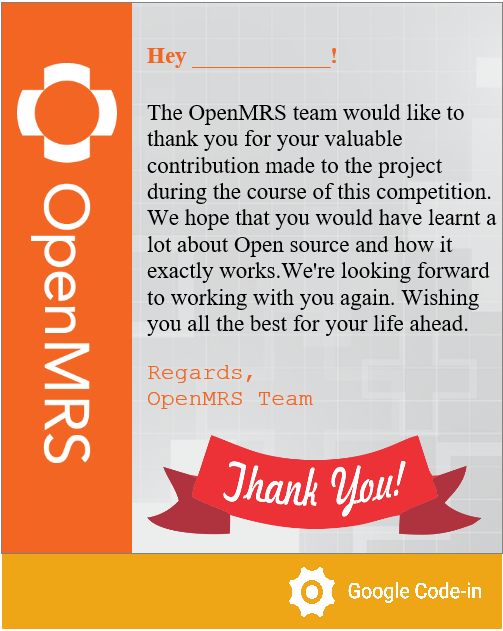 OpenMRS
Hey ____________!
The OpenMRS team would like to
thank you for your valuable
contribution made to the project
during the course of this competition.
We hope that you would have learnt a
lot about Open source and how it
exactly works.We're looking forward
to working with you again. Wishing
you all the best for your life ahead.
Regards,
OpenMRS Team
Thank You!
Google Code-in